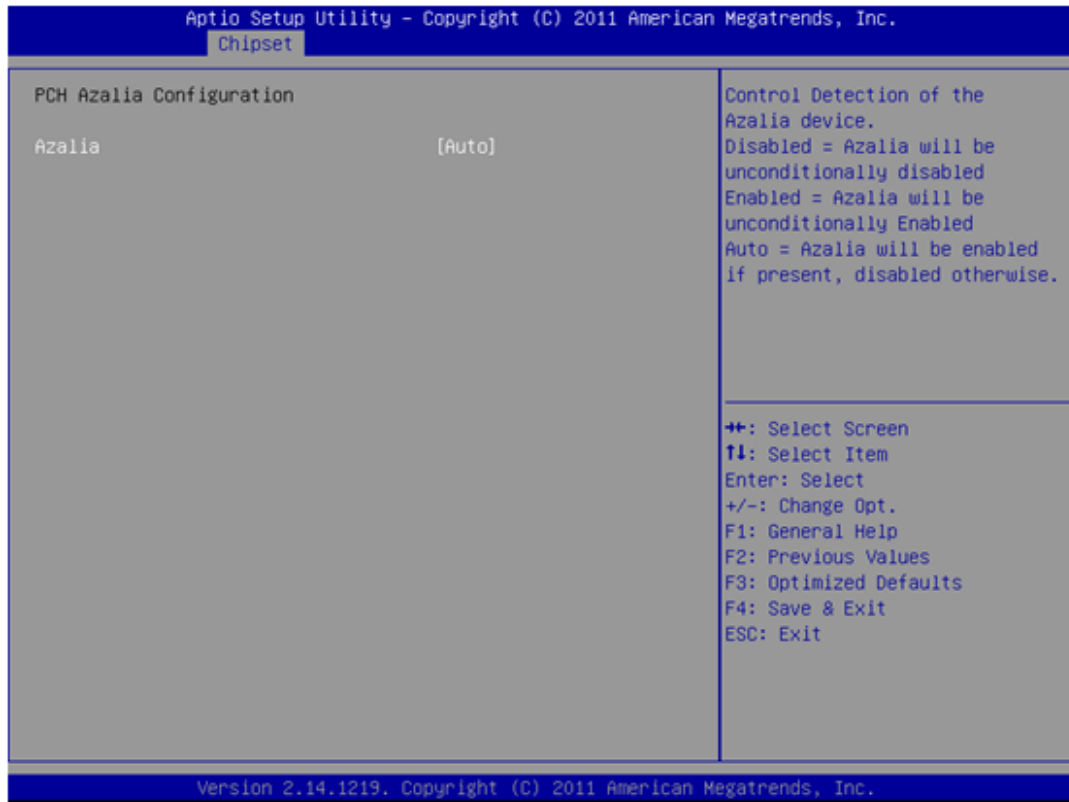 Aptio Setup Utility – Copyright (C) 2011 American Megatrends, Inc.
Chipset
PCH Azalia Configuration
Azalia [Auto]
Control Detection of the
Azalia device.
Disabled = Azalia will be
unconditionally disabled
Enabled = Azalia will be
unconditionally Enabled
Auto = Azalia will be enabled
if present, disabled otherwise.
→←: Select Screen
↑↓: Select Item
Enter: Select
+/-: Change Opt.
F1: General Help
F2: Previous Values
F3: Optimized Defaults
F4: Save & Exit
ESC: Exit
Version 2.14.1219. Copyright (C) 2011 American Megatrends, Inc.